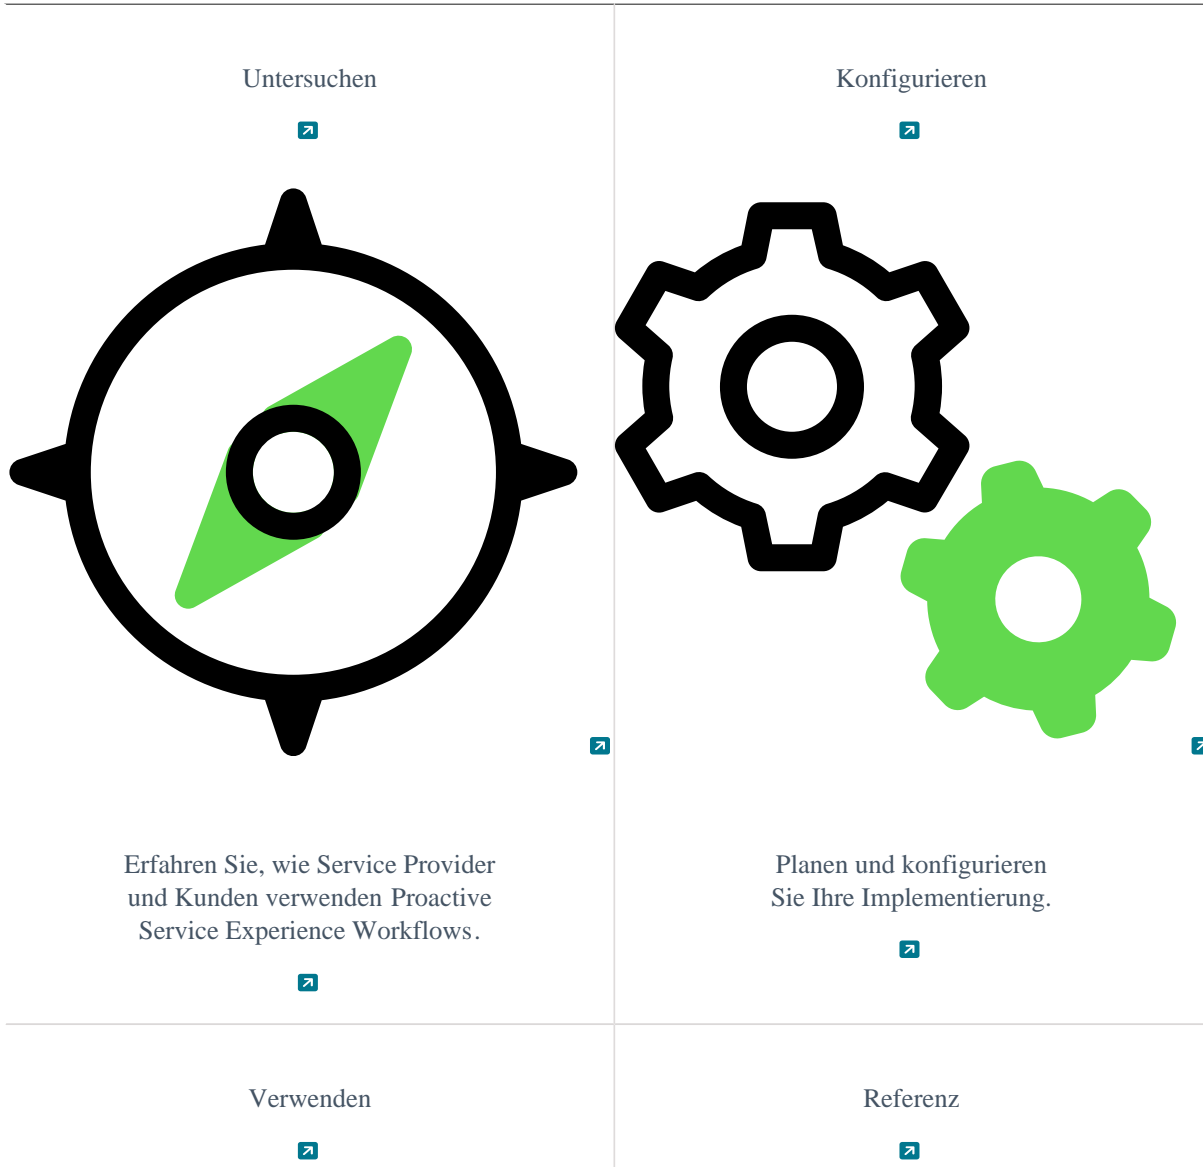 Untersuchen
Konfigurieren
Erfahren Sie, wie Service Provider
und Kunden verwenden Proactive
Service Experience Workflows.
Planen und konfigurieren
Sie Ihre Implementierung.
Verwenden
Referenz